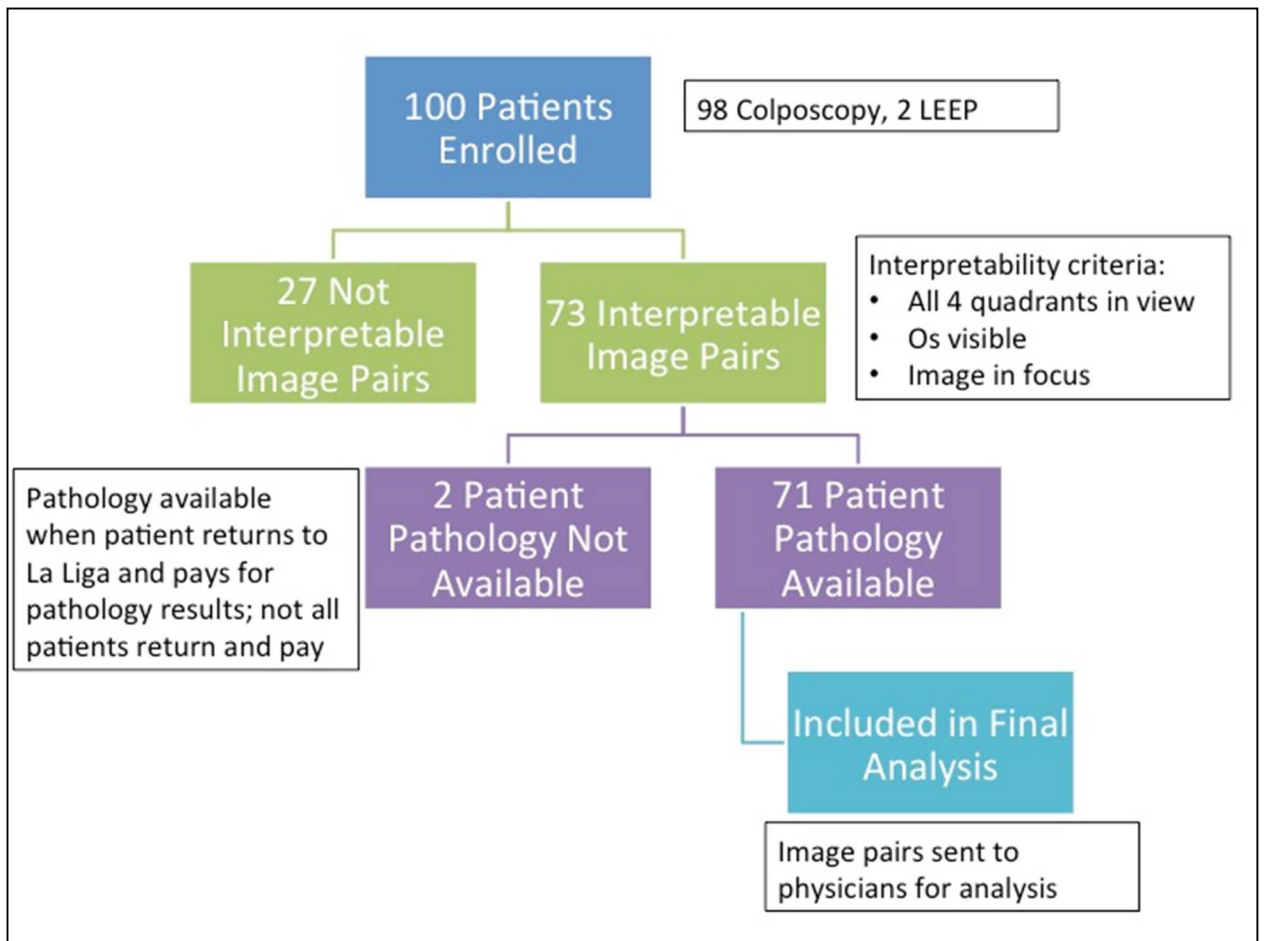 100 Patients
Enrolled
98 Colposcopy, 2 LEEP
27 Not
Interpretable
Image Pairs
73 Interpretable
Image Pairs
Interpretability criteria:
• All 4 quadrants in view
• Os visible
• Image in focus
Pathology available
when patient returns to
La Liga and pays for
pathology results; not all
patients return and pay
2 Patient
Pathology Not
Available
71 Patient
Pathology
Available
Included in Final
Analysis
Image pairs sent to
physicians for analysis